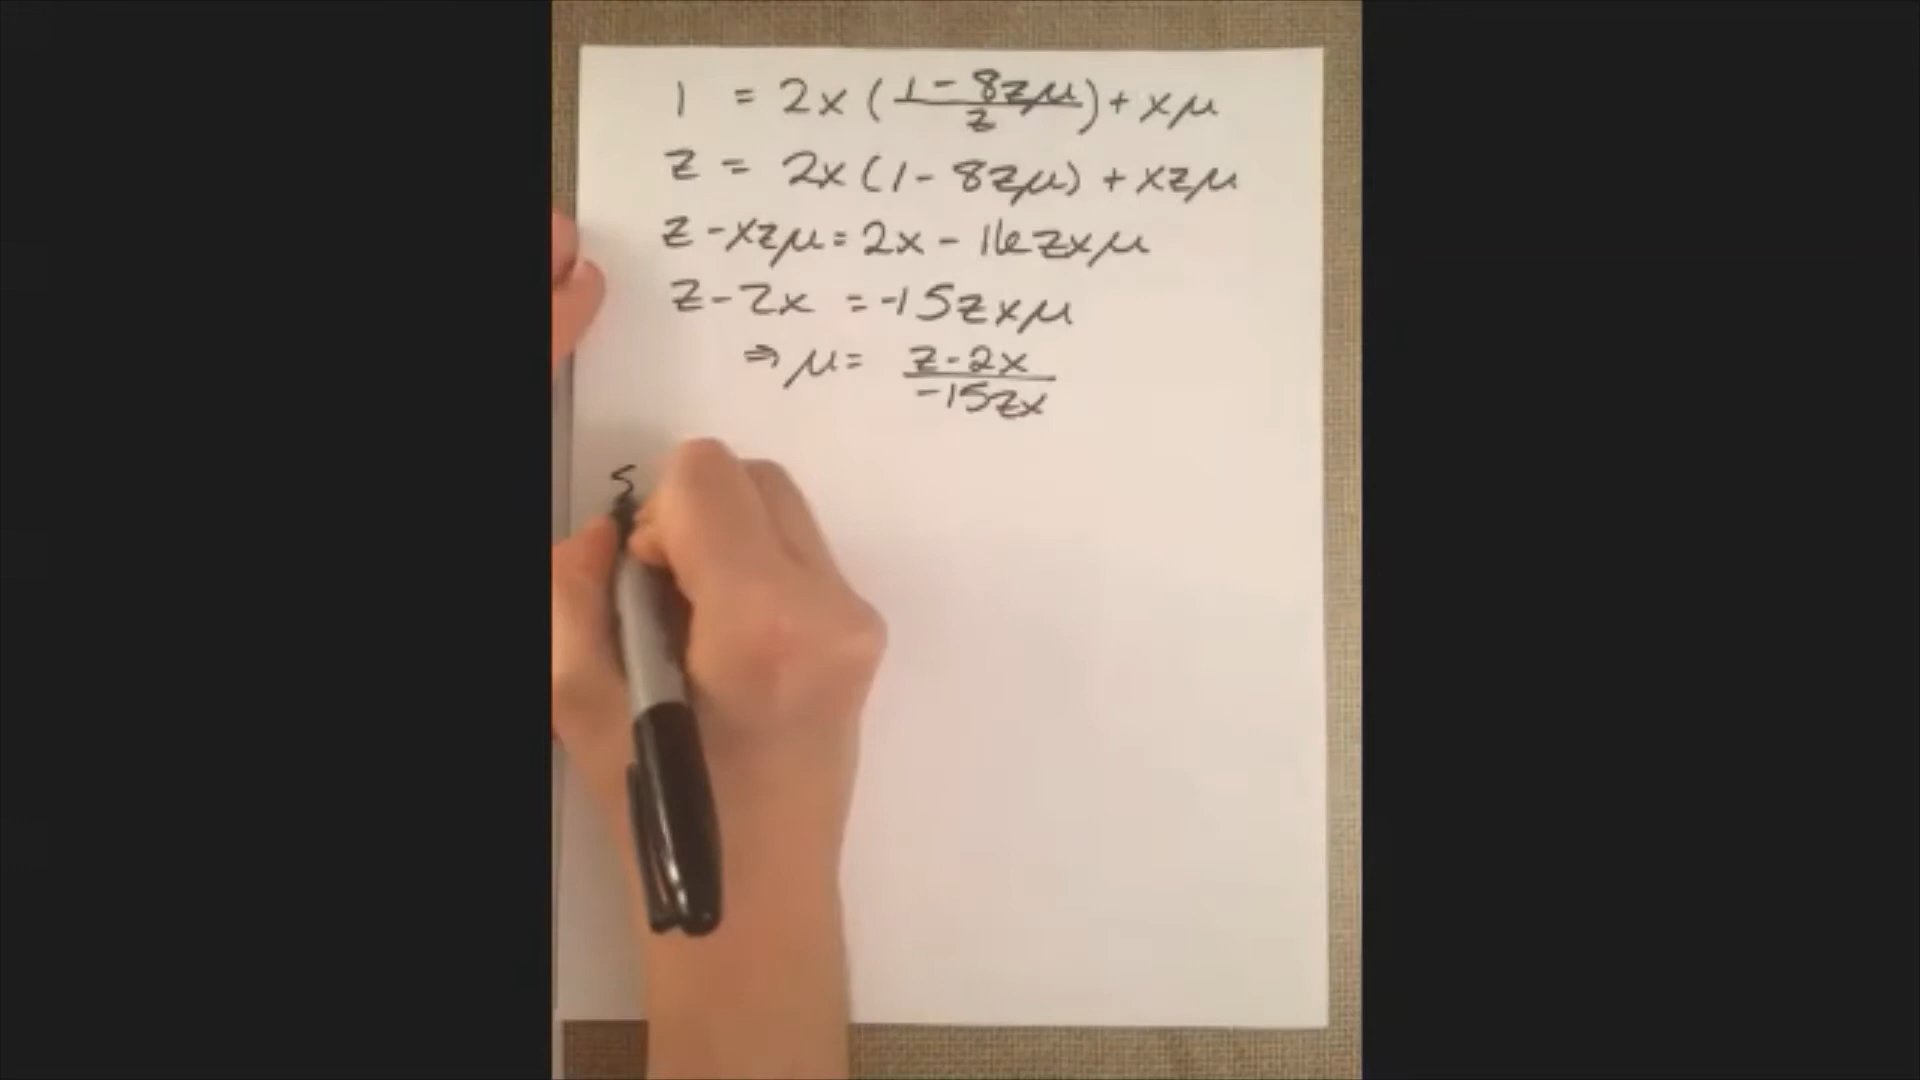 1 = 2x (1 - 8zμ / z) + xμ
z = 2x (1 - 8zμ) + xzμ
z - xzμ = 2x - 16zxμ
z - 2x = -15zxμ
⇒ μ = z - 2x / -15zx
S